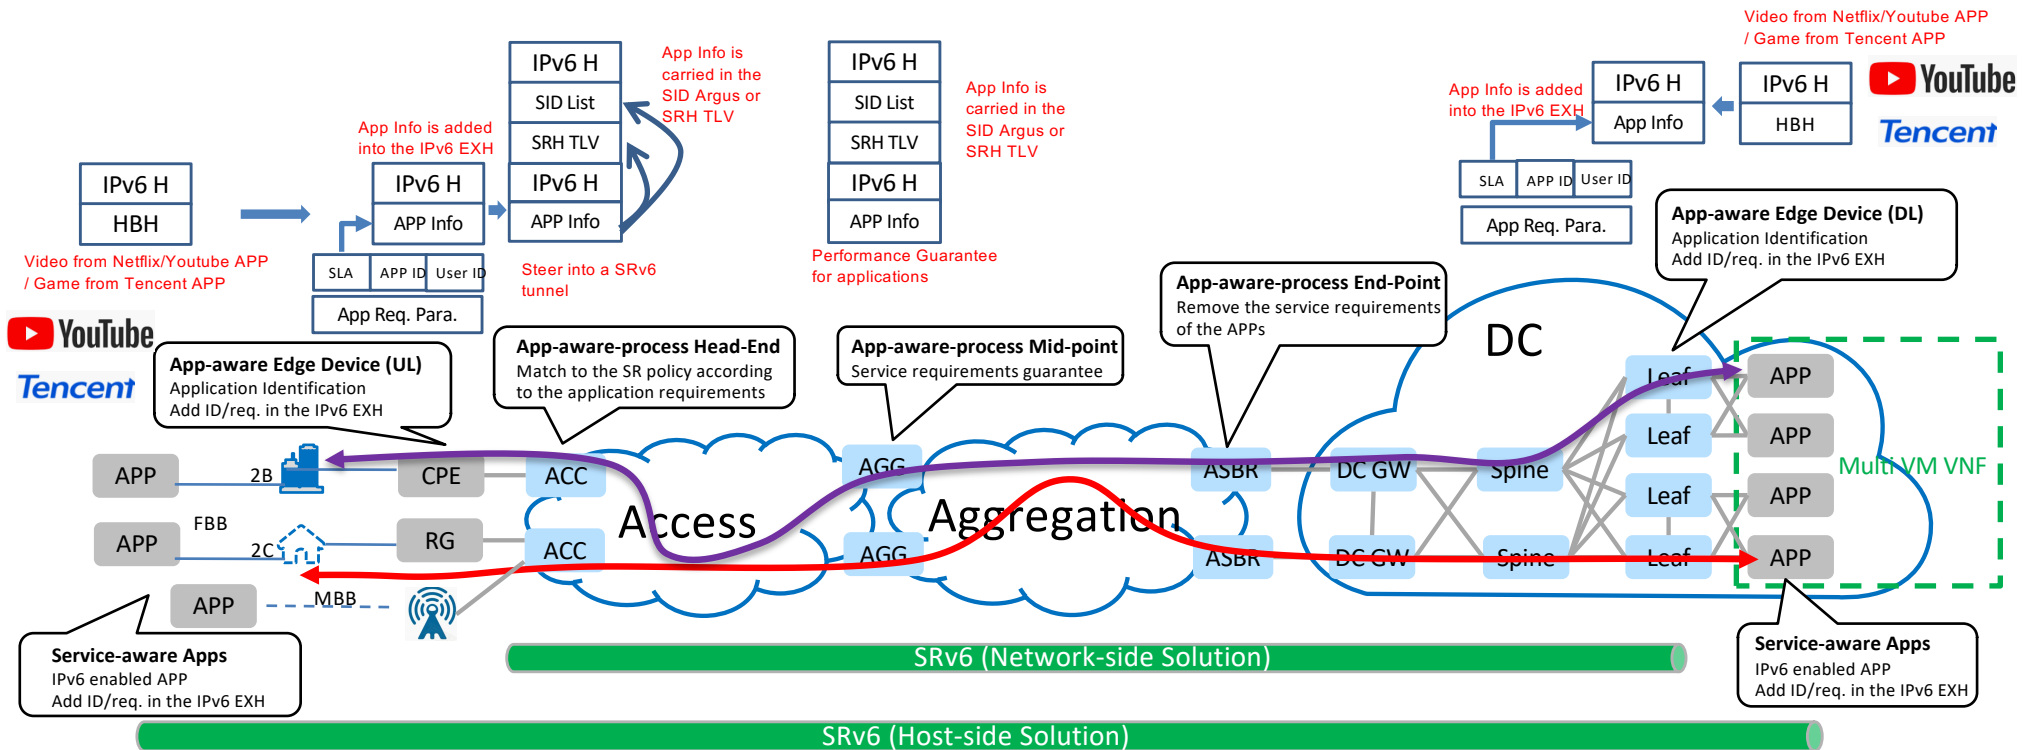 Video from Netflix/Youtube APP
/ Game from Tencent APP
YouTube
Tencent
IPv6 H
HBH
App Info is added
into the IPv6 EXH
IPv6 H
App Info
SLA
APP ID
User ID
App Req. Para.
IPv6 H
SID List
SRH TLV
IPv6 H
APP Info
App Info is
carried in the
SID Argus or
SRH TLV
Steer into a SRv6
tunnel
IPv6 H
SID List
SRH TLV
IPv6 H
APP Info
App Info is
carried in the
SID Argus or
SRH TLV
Performance Guarantee
for applications
App Info is added
into the IPv6 EXH
IPv6 H
APP Info
SLA
APP ID
User ID
App Req. Para.
IPv6 H
HBH
Video from Netflix/Youtube APP
/ Game from Tencent APP
YouTube
Tencent
App-aware Edge Device (UL)
Application Identification
Add ID/req. in the IPv6 EXH
App-aware-process Head-End
Match to the SR policy according
to the application requirements
App-aware-process Mid-point
Service requirements guarantee
App-aware-process End-Point
Remove the service requirements
of the APPs
App-aware Edge Device (DL)
Application Identification
Add ID/req. in the IPv6 EXH
DC
APP
2B
CPE
ACC
AGG
ASBR
DC GW
Spine
Leaf
APP
Leaf
APP
Multi VM VNF
Leaf
APP
FBB
APP
2C
RG
ACC
Access
AGG
Aggregation
ASBR
DC GW
Spine
Leaf
APP
APP
MBB
Service-aware Apps
IPv6 enabled APP
Add ID/req. in the IPv6 EXH
Service-aware Apps
IPv6 enabled APP
Add ID/req. in the IPv6 EXH
SRv6 (Network-side Solution)
SRv6 (Host-side Solution)